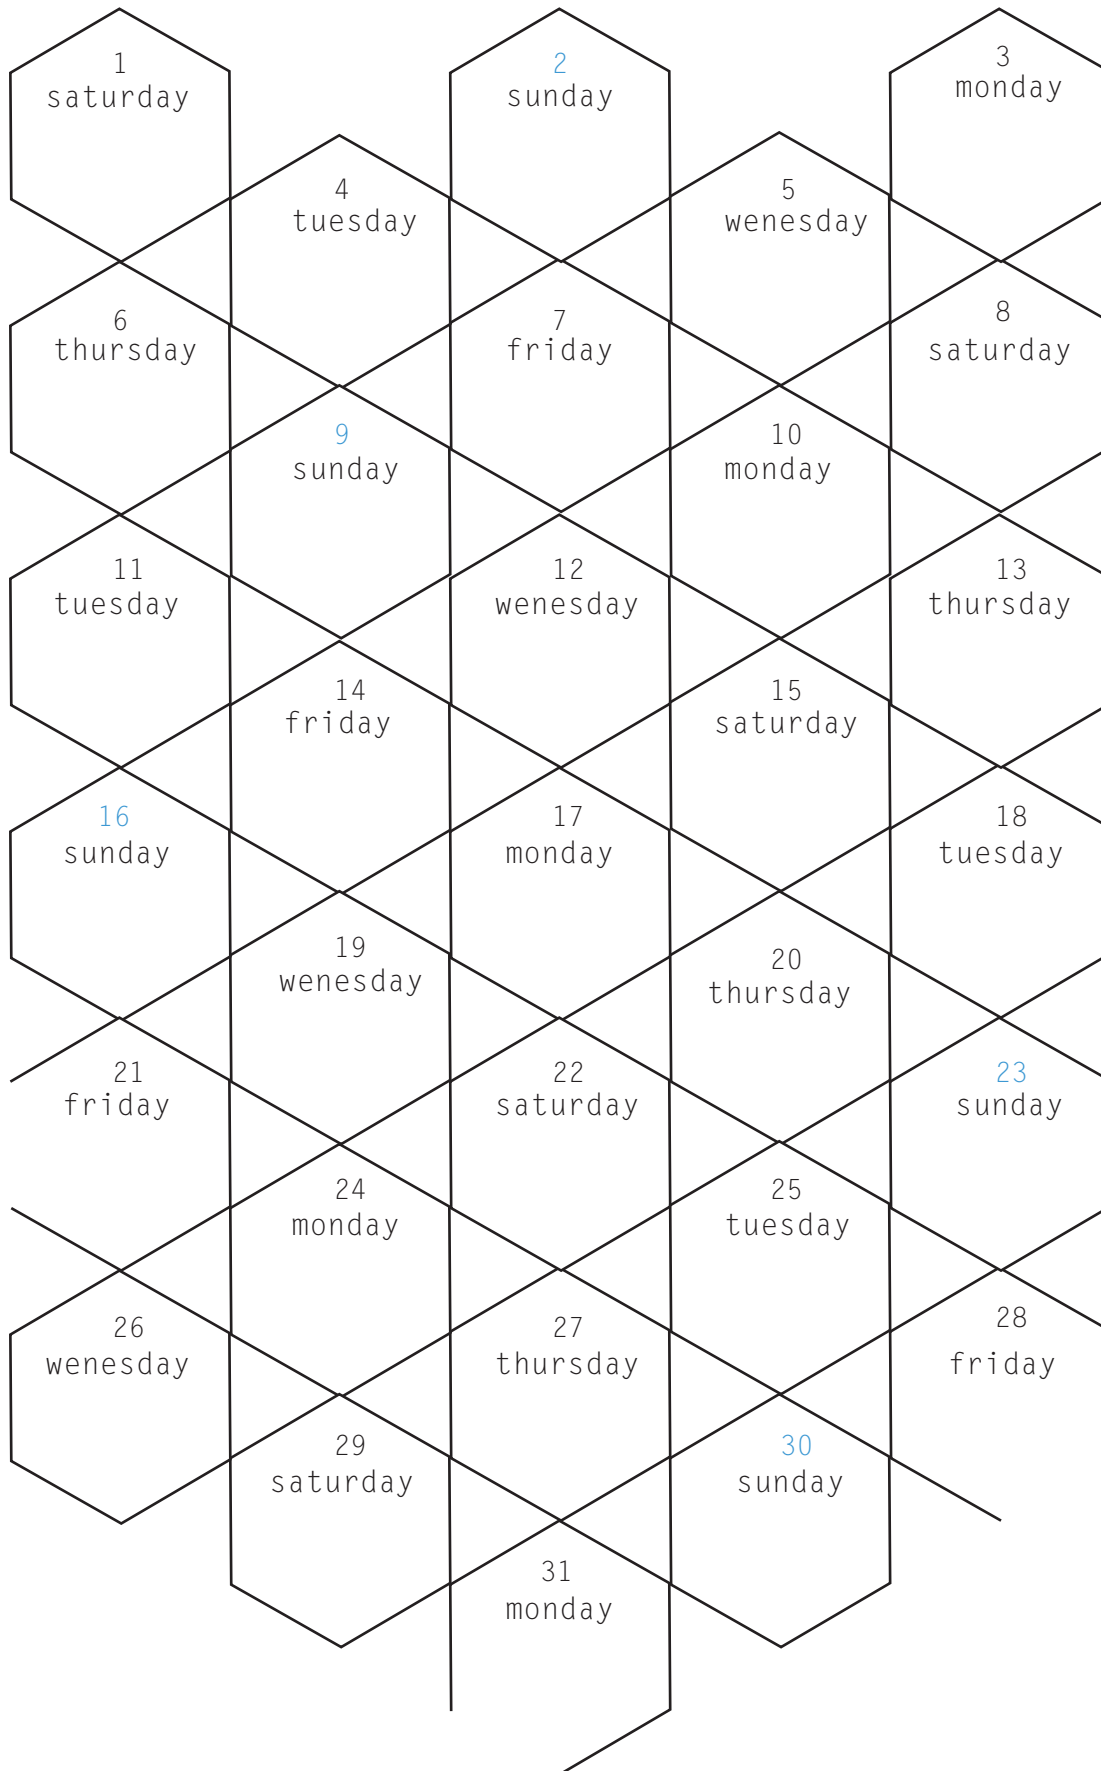 1
saturday
2
sunday
3
monday
4
tuesday
5
wenesday
6
thursday
7
friday
8
saturday
9
sunday
10
monday
11
tuesday
12
wenesday
13
thursday
14
friday
15
saturday
16
sunday
17
monday
18
tuesday
19
wenesday
20
thursday
21
friday
22
saturday
23
sunday
24
monday
25
tuesday
26
wenesday
27
thursday
28
friday
29
saturday
30
sunday
31
monday